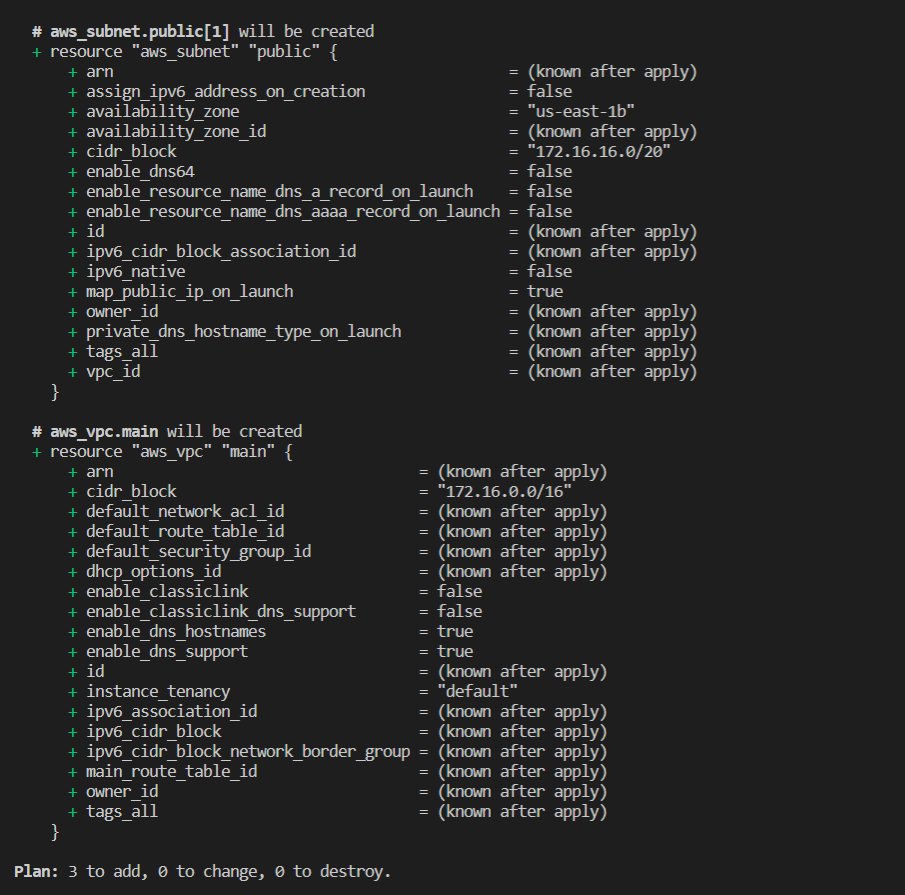 # aws_subnet.public[1] will be created
+ resource "aws_subnet" "public" {
+ arn = (known after apply)
+ assign_ipv6_address_on_creation = false
+ availability_zone = "us-east-1b"
+ availability_zone_id = (known after apply)
+ cidr_block = "172.16.16.0/20"
+ enable_dns64 = false
+ enable_resource_name_dns_a_record_on_launch = false
+ enable_resource_name_dns_aaaa_record_on_launch = false
+ id = (known after apply)
+ ipv6_cidr_block_association_id = (known after apply)
+ ipv6_native = false
+ map_public_ip_on_launch = true
+ owner_id = (known after apply)
+ private_dns_hostname_type_on_launch = (known after apply)
+ tags_all = (known after apply)
+ vpc_id = (known after apply)
}
# aws_vpc.main will be created
+ resource "aws_vpc" "main" {
+ arn = (known after apply)
+ cidr_block = "172.16.0.0/16"
+ default_network_acl_id = (known after apply)
+ default_route_table_id = (known after apply)
+ default_security_group_id = (known after apply)
+ dhcp_options_id = (known after apply)
+ enable_classiclink = false
+ enable_classiclink_dns_support = false
+ enable_dns_hostnames = true
+ enable_dns_support = true
+ id = (known after apply)
+ instance_tenancy = "default"
+ ipv6_association_id = (known after apply)
+ ipv6_cidr_block = (known after apply)
+ ipv6_cidr_block_network_border_group = (known after apply)
+ main_route_table_id = (known after apply)
+ owner_id = (known after apply)
+ tags_all = (known after apply)
}
Plan: 3 to add, 0 to change, 0 to destroy.